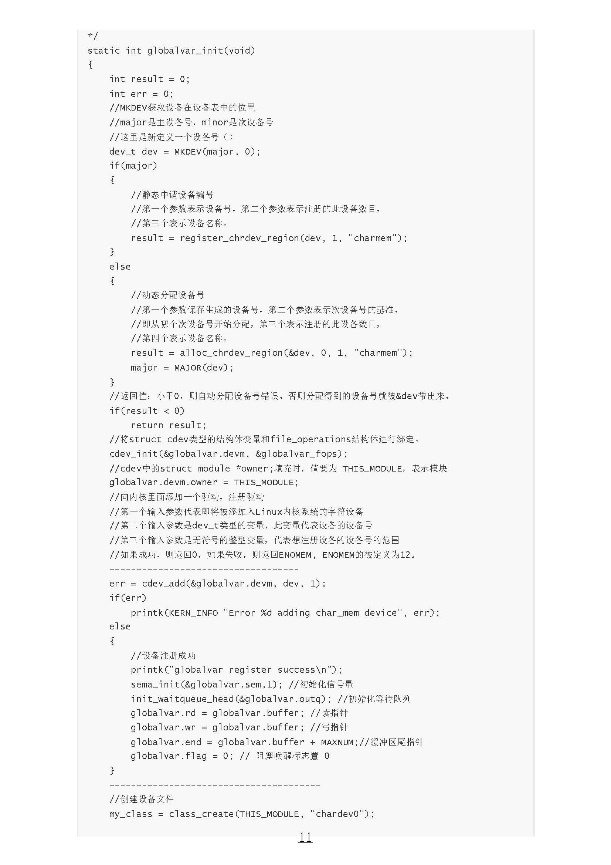 */
static int globalvar_init(void)
{
int result = 0;
int err = 0;
//MKDEV获取设备在设备表中的位置
//major是主设备号，minor是次设备号
//这里是新定义一个设备号（；
dev_t dev = MKDEV(major, 0);
if(major)
{
//静态申请设备编号
//第一个参数表示设备号，第二个参数表示注册的此设备数目，
//第三个表示设备名称，
result = register_chrdev_region(dev, 1, "charmem");
}
else
{
//动态分配设备号
//第一个参数保存生成的设备号，第二个参数表示次设备号的基准，
//即从哪个次设备号开始分配，第三个表示注册的此设备数目，
//第四个表示设备名称，
result = alloc_chrdev_region(&dev, 0, 1, "charmem");
major = MAJOR(dev);
}
//返回值：小于0，则自动分配设备号错误。否则分配得到的设备号就被&dev带出来。
if(result < 0)
return result;
//将struct cdev类型的结构体变量和file_operations结构体进行绑定，
cdev_init(&globalvar.devm, &globalvar_fops);
//cdev中的struct module *owner;填充时，值要为 THIS_MODULE，表示模块
globalvar.devm.owner = THIS_MODULE;
//向内核里面添加一个驱动，注册驱动
//第一个输入参数代表即将被添加入Linux内核系统的字符设备
//第二个输入参数是dev_t类型的变量，此变量代表设备的设备号
//第三个输入参数是无符号的整型变量，代表想注册设备的设备号的范围
//如果成功，则返回0，如果失败，则返回ENOMEM, ENOMEM的被定义为12。
-----------------------------------
err = cdev_add(&globalvar.devm, dev, 1);
if(err)
printk(KERN_INFO "Error %d adding char_mem device", err);
else
{
//设备注册成功
printk("globalvar register success\n");
sema_init(&globalvar.sem,1); //初始化信号量
init_waitqueue_head(&globalvar.outq); //初始化等待队列
globalvar.rd = globalvar.buffer; //读指针
globalvar.wr = globalvar.buffer; //写指针
globalvar.end = globalvar.buffer + MAXNUM;//缓冲区尾指针
globalvar.flag = 0; // 阻塞唤醒标志置 0
}
---------------------------------------
//创建设备文件
my_class = class_create(THIS_MODULE, "chardev0");
11